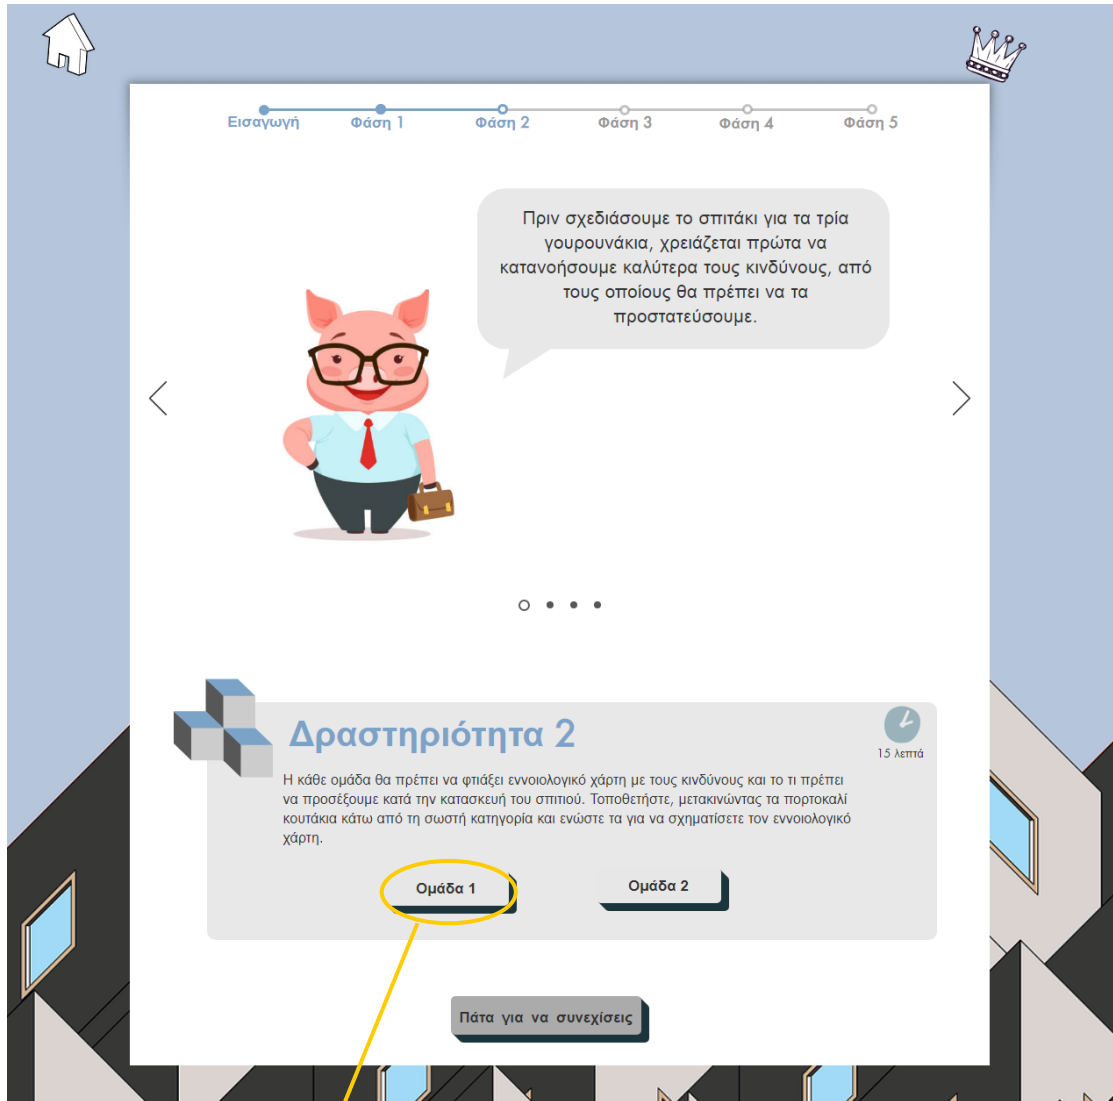 Εισαγωγή Φάση 1 Φάση 2 Φάση 3 Φάση 4 Φάση 5
Πριν σχεδιάσουμε το σπιτάκι για τα τρία
γουρουνάκια, χρειάζεται πρώτα να
κατανοήσουμε καλύτερα τους κινδύνους, από
τους οποίους θα πρέπει να τα
προστατεύσουμε.
Δραστηριότητα 2
15 λεπτά
Η κάθε ομάδα θα πρέπει να φτιάξει εννοιολογικό χάρτη με τους κινδύνους και το τι πρέπει
να προσέξουμε κατά την κατασκευή του σπιτιού. Τοποθετήστε, μετακινώντας τα πορτοκαλί
κουτάκια κάτω από τη σωστή κατηγορία και ενώστε τα για να σχηματίσετε τον εννοιολογικό
χάρτη.
Ομάδα 1 Ομάδα 2
Πάτα για να συνεχίσεις